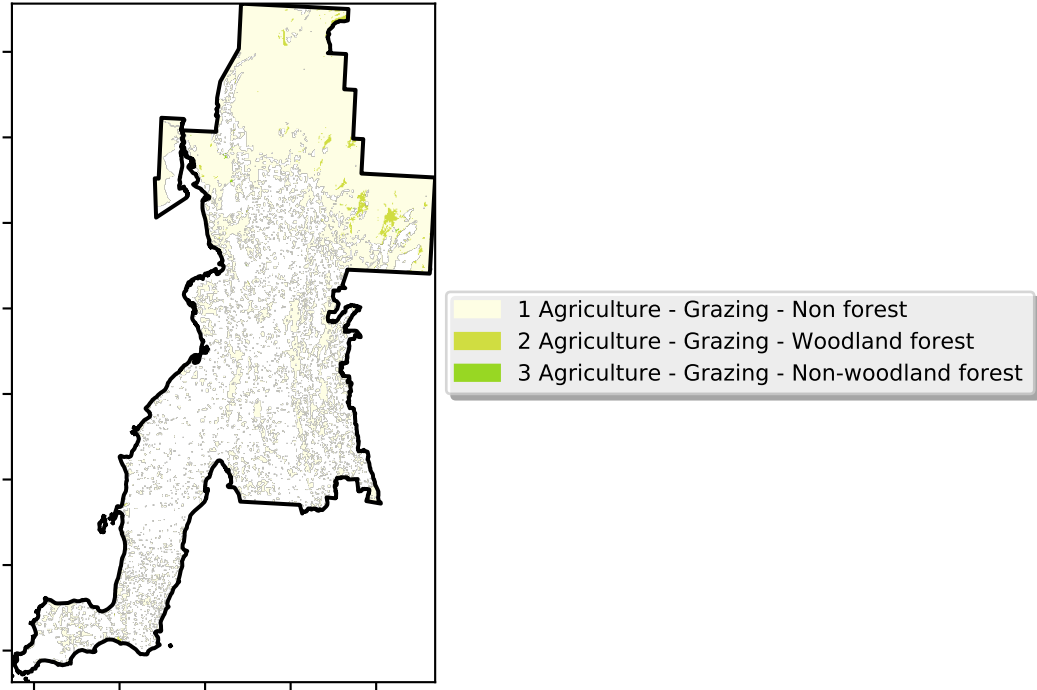 1 Agriculture - Grazing - Non forest
2 Agriculture - Grazing - Woodland forest
3 Agriculture - Grazing - Non-woodland forest